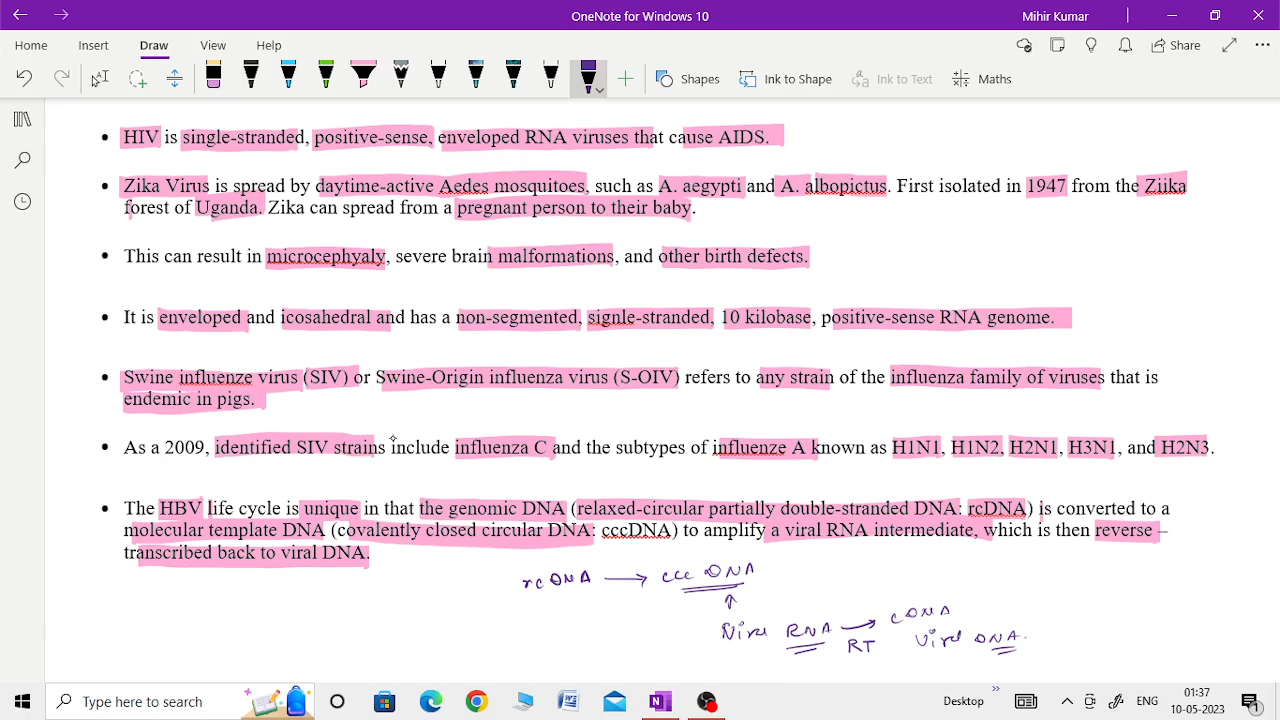 OneNote for Windows 10
Mihir Kumar
Home Insert Draw View Help
Share
Shapes Ink to Shape Ink to Text Maths
• HIV is single-stranded, positive-sense, enveloped RNA viruses that cause AIDS.
• Zika Virus is spread by daytime-active Aedes mosquitoes, such as A. aegypti and A. albopictus. First isolated in 1947 from the Ziika
forest of Uganda. Zika can spread from a pregnant person to their baby.
• This can result in microcephyaly, severe brain malformations, and other birth defects.
• It is enveloped and icosahedral and has a non-segmented, signle-stranded, 10 kilobase, positive-sense RNA genome.
• Swine influenze virus (SIV) or Swine-Origin influenza virus (S-OIV) refers to any strain of the influenza family of viruses that is
endemic in pigs.
• As a 2009, identified SIV strains include influenza C and the subtypes of influenze A known as H1N1, H1N2, H2N1, H3N1, and H2N3.
• The HBV life cycle is unique in that the genomic DNA (relaxed-circular partially double-stranded DNA: rcDNA) is converted to a
molecular template DNA (covalently closed circular DNA: cccDNA) to amplify a viral RNA intermediate, which is then reverse –
transcribed back to viral DNA.
rc DNA → ccc DNA
↑
RNA → cDNA
RT DNA.
Type here to search
Desktop
ENG
01:37
10-05-2023
1